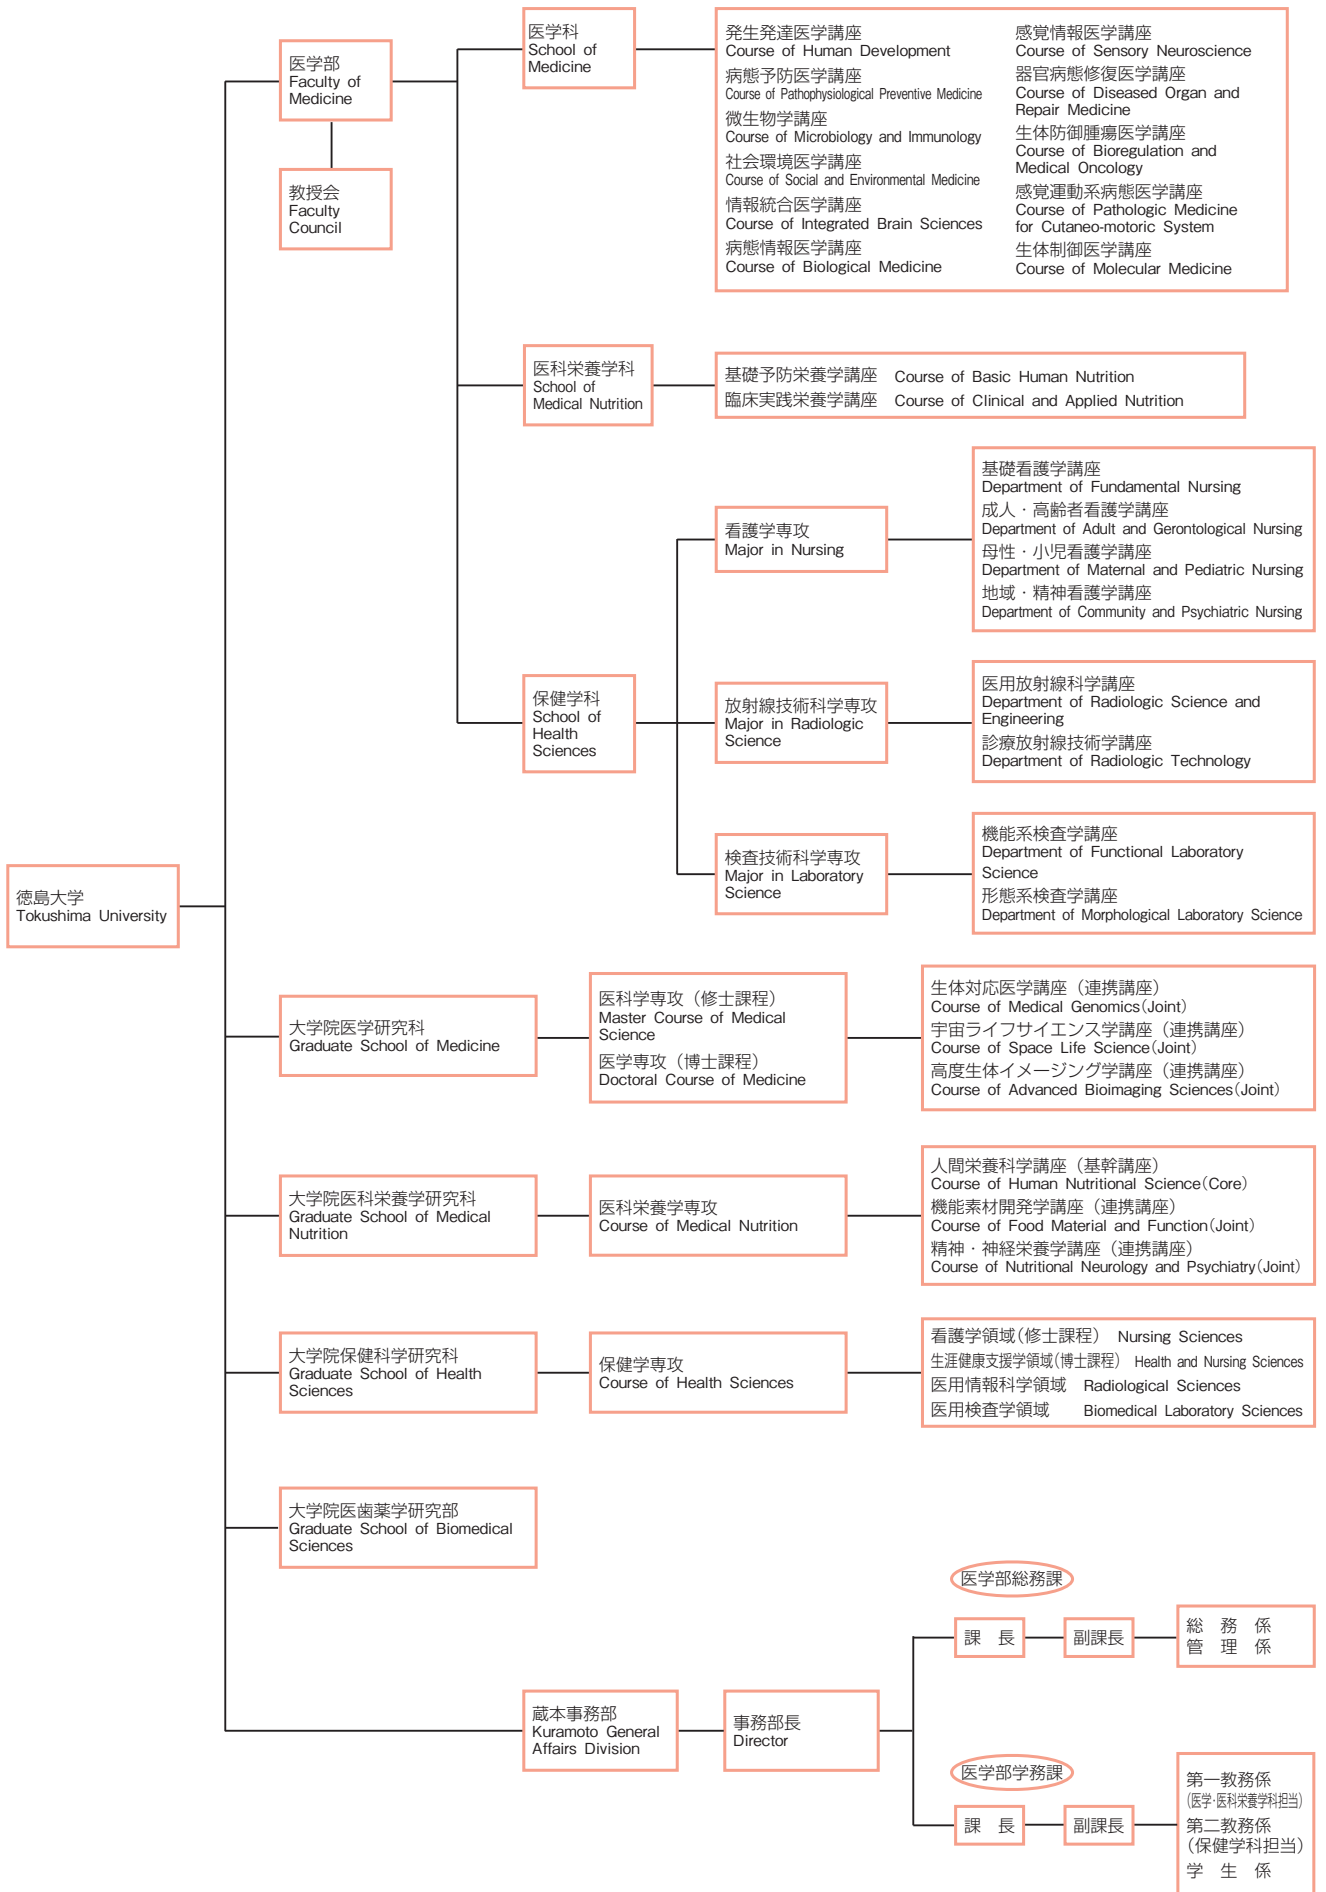 徳島大学
Tokushima University
医学部
Faculty of
Medicine
教授会
Faculty
Council
医学科
School of
Medicine
発生発達医学講座
Course of Human Development
病態予防医学講座
Course of Pathophysiological Preventive Medicine
微生物学講座
Course of Microbiology and Immunology
社会環境医学講座
Course of Social and Environmental Medicine
情報統合医学講座
Course of Integrated Brain Sciences
病態情報医学講座
Course of Biological Medicine
感覚情報医学講座
Course of Sensory Neuroscience
器官病態修復医学講座
Course of Diseased Organ and
Repair Medicine
生体防御腫瘍医学講座
Course of Bioregulation and
Medical Oncology
感覚運動系病態医学講座
Course of Pathologic Medicine
for Cutaneo-motoric System
生体制御医学講座
Course of Molecular Medicine
医科栄養学科
School of
Medical Nutrition
基礎予防栄養学講座 Course of Basic Human Nutrition
臨床実践栄養学講座 Course of Clinical and Applied Nutrition
保健学科
School of
Health
Sciences
看護学専攻
Major in Nursing
基礎看護学講座
Department of Fundamental Nursing
成人・高齢者看護学講座
Department of Adult and Gerontological Nursing
母性・小児看護学講座
Department of Maternal and Pediatric Nursing
地域・精神看護学講座
Department of Community and Psychiatric Nursing
放射線技術科学専攻
Major in Radiologic
Science
医用放射線科学講座
Department of Radiologic Science and
Engineering
診療放射線技術学講座
Department of Radiologic Technology
検査技術科学専攻
Major in Laboratory
Science
機能系検査学講座
Department of Functional Laboratory
Science
形態系検査学講座
Department of Morphological Laboratory Science
大学院医学研究科
Graduate School of Medicine
医科学専攻（修士課程）
Master Course of Medical
Science
医学専攻（博士課程）
Doctoral Course of Medicine
生体対応医学講座（連携講座）
Course of Medical Genomics(Joint)
宇宙ライフサイエンス学講座（連携講座）
Course of Space Life Science(Joint)
高度生体イメージング学講座（連携講座）
Course of Advanced Bioimaging Sciences(Joint)
大学院医科栄養学研究科
Graduate School of Medical
Nutrition
医科栄養学専攻
Course of Medical Nutrition
人間栄養科学講座（基幹講座）
Course of Human Nutritional Science(Core)
機能素材開発学講座（連携講座）
Course of Food Material and Function(Joint)
精神・神経栄養学講座（連携講座）
Course of Nutritional Neurology and Psychiatry(Joint)
大学院保健科学研究科
Graduate School of Health
Sciences
保健学専攻
Course of Health Sciences
看護学領域(修士課程) Nursing Sciences
生涯健康支援学領域(博士課程) Health and Nursing Sciences
医用情報科学領域 Radiological Sciences
医用検査学領域 Biomedical Laboratory Sciences
大学院医歯薬学研究部
Graduate School of Biomedical
Sciences
蔵本事務部
Kuramoto General
Affairs Division
事務部長
Director
医学部総務課
課 長
副課長
総 務 係
管 理 係
医学部学務課
課 長
副課長
第一教務係
(医学・医科栄養学科担当)
第二教務係
(保健学科担当)
学 生 係